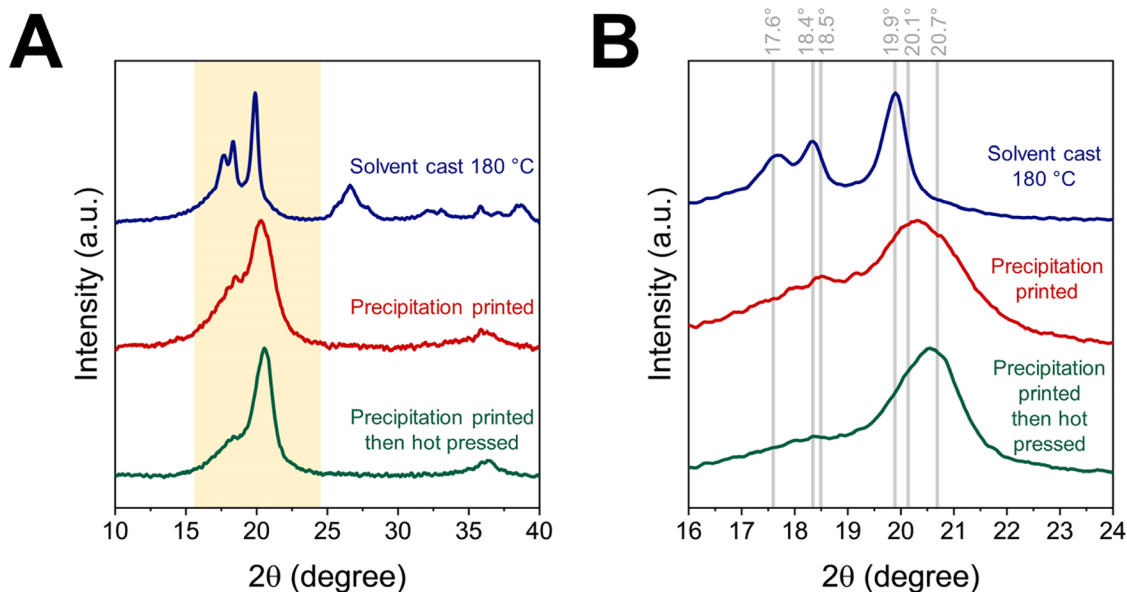 A
Intensity (a.u.)
Solvent cast 180 °C
Precipitation printed
Precipitation printed
then hot pressed
10 15 20 25 30 35 40
2θ (degree)
B
17.6° 18.4° 18.5° 19.9° 20.1° 20.7°
Intensity (a.u.)
Solvent cast
180 °C
Precipitation
printed
Precipitation
printed
then hot
pressed
16 17 18 19 20 21 22 23 24
2θ (degree)